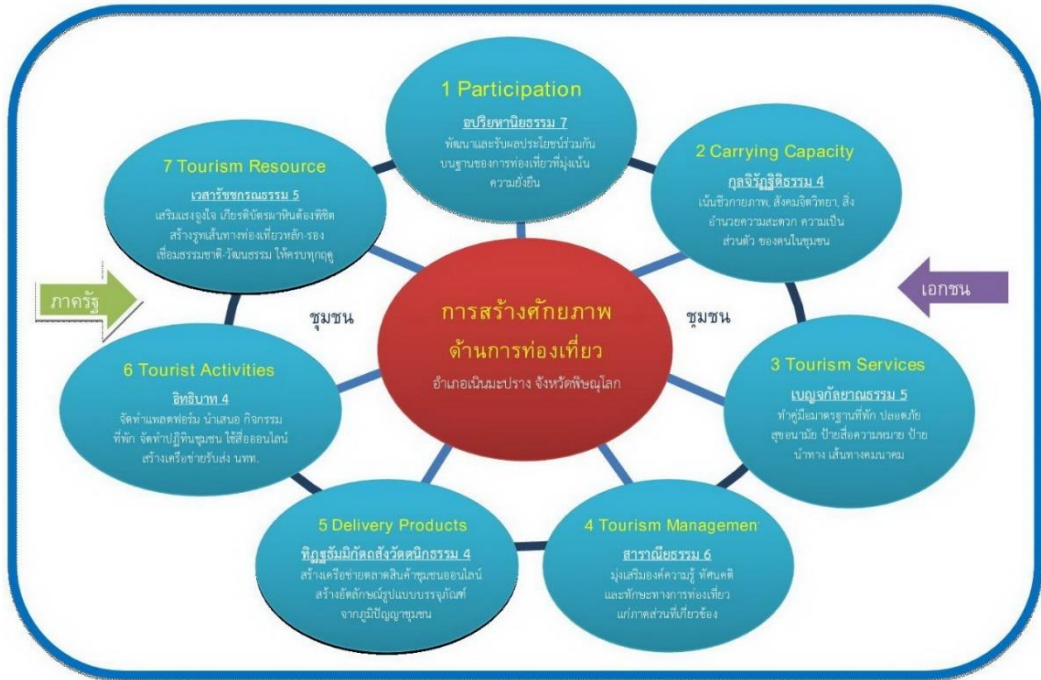 1 Participation
อปริยหานิยธรรม 7
พัฒนาและรับผลประโยชน์ร่วมกัน
บนฐานของการท่องเที่ยวที่มุ่งเน้น
ความยั่งยืน
2 Carrying Capacity
กุลจิรัฏฐิติธรรม 4
เน้นชีวกายภาพ, สังคมจิตวิทยา, สิ่ง
อำนวยความสะดวก ความเป็น
ส่วนตัว ของคนในชุมชน
เอกชน
3 Tourism Services
เบญจกัลยาณธรรม 5
ทำคู่มือมาตรฐานที่พัก ปลอดภัย
สุขอนามัย ป้ายสื่อความหมาย ป้าย
นำทาง เส้นทางคมนาคม
4 Tourism Managemen
สาราณียธรรม 6
มุ่งเสริมองค์ความรู้ ทัศนคติ
และทักษะทางการท่องเที่ยว
แก่ภาคส่วนที่เกี่ยวข้อง
5 Delivery Products
ทิฏฐธัมมิกัตถสังวัตตนิกธรรม 4
สร้างเครือข่ายตลาดสินค้าชุมชนออนไลน์
สร้างอัตลักษณ์รูปแบบบรรจุภัณฑ์
จากภูมิปัญญาชุมชน
6 Tourist Activities
อิทธิบาท 4
จัดทำแพลตฟอร์ม นำเสนอ กิจกรรม
ที่พัก จัดทำปฏิทินชุมชน ใช้สื่อออนไลน์
สร้างเครือข่ายรับส่ง นทท.
7 Tourism Resource
เวสารัชชกรณธรรม 5
เสริมแรงจูงใจ เกียรติบัตรผาหินต้องพิชิต
สร้างรูทเส้นทางท่องเที่ยวหลัก-รอง
เชื่อมธรรมชาติ-วัฒนธรรม ให้ครบทุกฤดู
ภาครัฐ
ชุมชน
การสร้างศักยภาพ
ด้านการท่องเที่ยว
อำเภอเนินมะปราง จังหวัดพิษณุโลก
ชุมชน